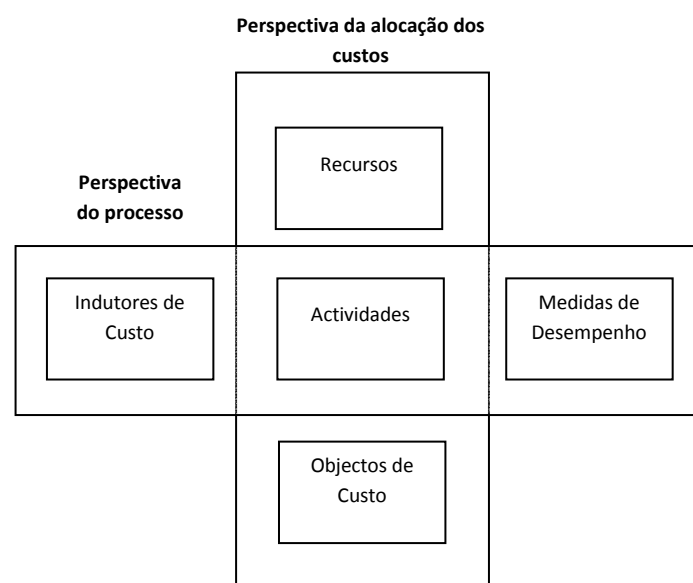 Perspectiva da alocação dos
custos
Recursos
Perspectiva
do processo
Indutores de
Custo
Actividades
Medidas de
Desempenho
Objectos de
Custo